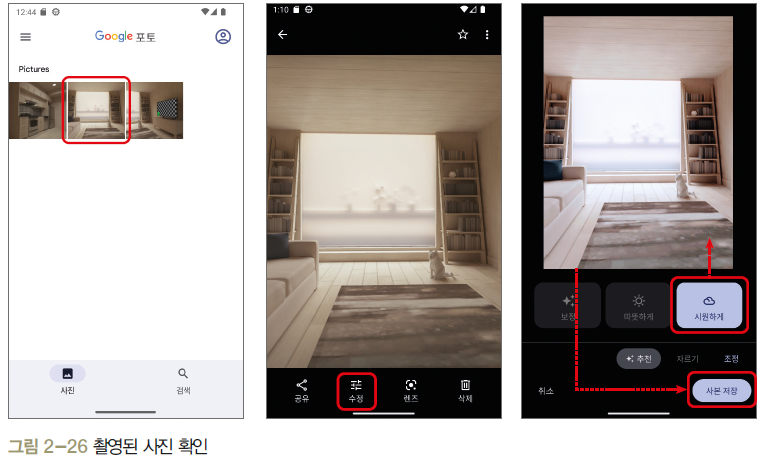 12:44
Google 포토
Pictures
사진
검색
1:10
공유
수정
렌즈
삭제
보정
따뜻하게
시원하게
추천
자르기
조정
취소
사본 저장
그림 2-26 촬영된 사진 확인